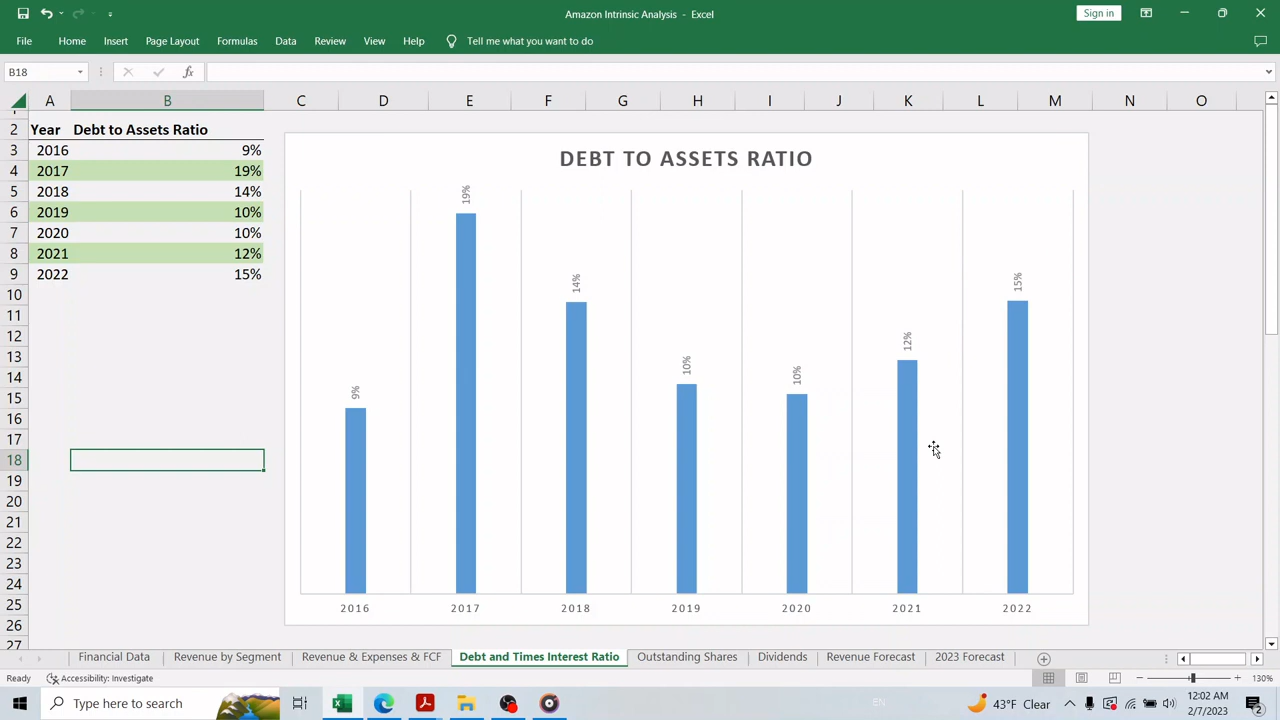 Amazon Intrinsic Analysis - Excel
Sign in
File Home Insert Page Layout Formulas Data Review View Help Tell me what you want to do
B18 fx
A B C D E F G H I J K L M N O
2 Year Debt to Assets Ratio
3 2016 9%
4 2017 19%
5 2018 14%
6 2019 10%
7 2020 10%
8 2021 12%
9 2022 15%
10
11
12
13
14
15
16
17
18
19
20
21
22
23
24
25
26
27
DEBT TO ASSETS RATIO
9% 19% 14% 10% 10% 12% 15%
2016 2017 2018 2019 2020 2021 2022
Financial Data Revenue by Segment Revenue & Expenses & FCF Debt and Times Interest Ratio Outstanding Shares Dividends Revenue Forecast 2023 Forecast
Ready Accessibility: Investigate 130%
Type here to search
EN
43°F Clear
12:02 AM
2/7/2023
2